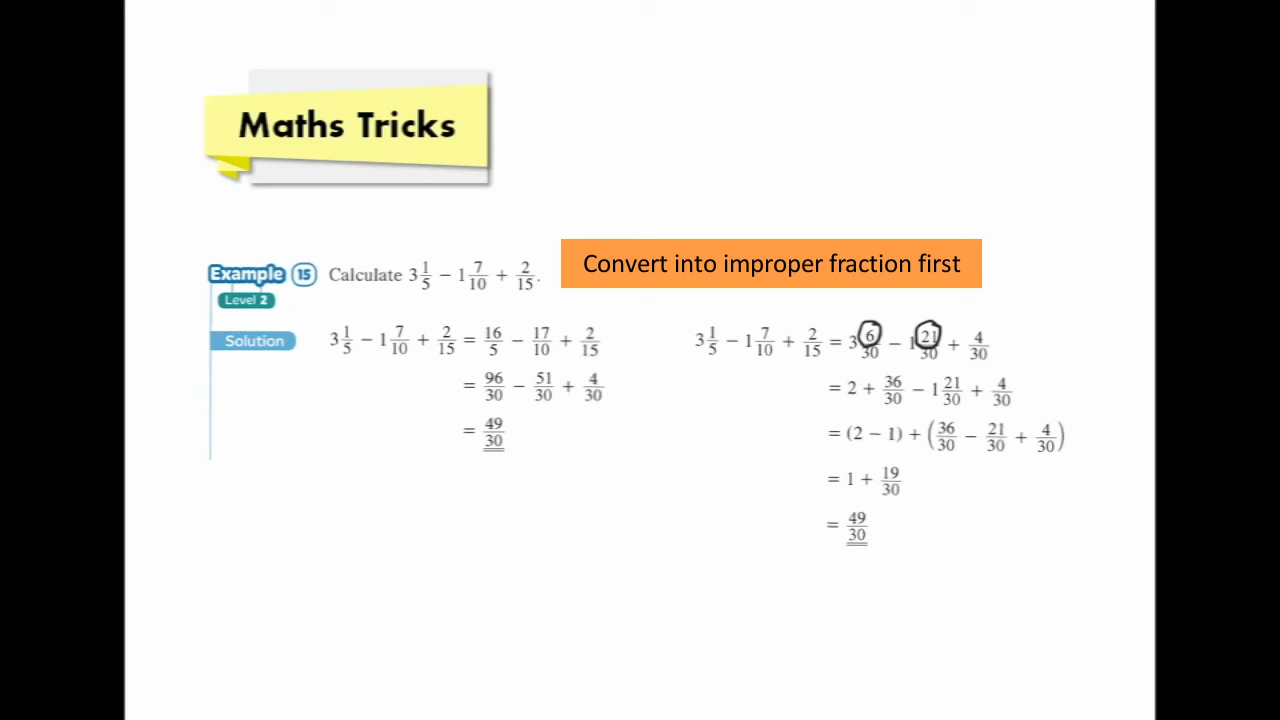 Maths Tricks
Convert into improper fraction first
Example 15 Calculate 3 1/5 − 1 7/10 + 2/15.
Level 2
Solution
3 1/5 − 1 7/10 + 2/15 = 16/5 − 17/10 + 2/15
= 96/30 − 51/30 + 4/30
= 49/30
3 1/5 − 1 7/10 + 2/15 = 3 6/30 − 1 21/30 + 4/30
= 2 + 36/30 − 1 21/30 + 4/30
= (2 − 1) + (36/30 − 21/30 + 4/30)
= 1 + 19/30
= 49/30